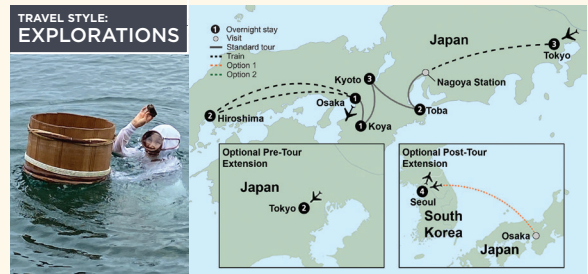 TRAVEL STYLE:
EXPLORATIONS
1 Overnight stay
Visit
Standard tour
Train
Option 1
Option 2
Japan
3
Tokyo
Kyoto
3
Nagoya Station
Osaka
1
2
Hiroshima
1
Koya
2
Toba
Optional Pre-Tour
Extension
Japan
Tokyo 2
Optional Post-Tour
Extension
4
Seoul
South
Korea
Osaka
Japan